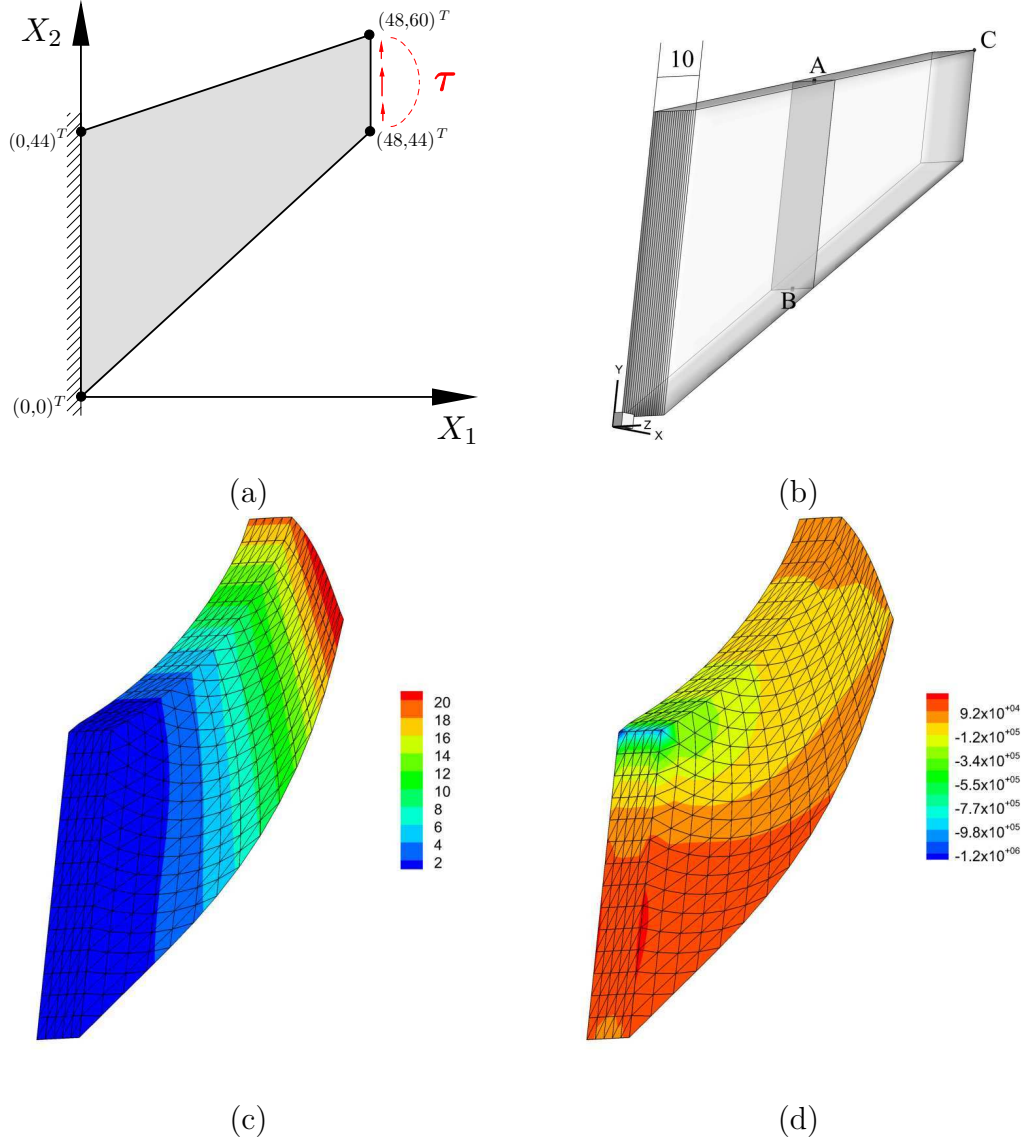 X₂
(48,60)ᵀ
τ
(0,44)ᵀ
(48,44)ᵀ
(0,0)ᵀ
X₁
(a)
10
A
C
B
Y
Z
X
(b)
20
18
16
14
12
10
8
6
4
2
(c)
9.2x10⁺⁰⁴
-1.2x10⁺⁰⁵
-3.4x10⁺⁰⁵
-5.5x10⁺⁰⁵
-7.7x10⁺⁰⁵
-9.8x10⁺⁰⁵
-1.2x10⁺⁰⁶
(d)